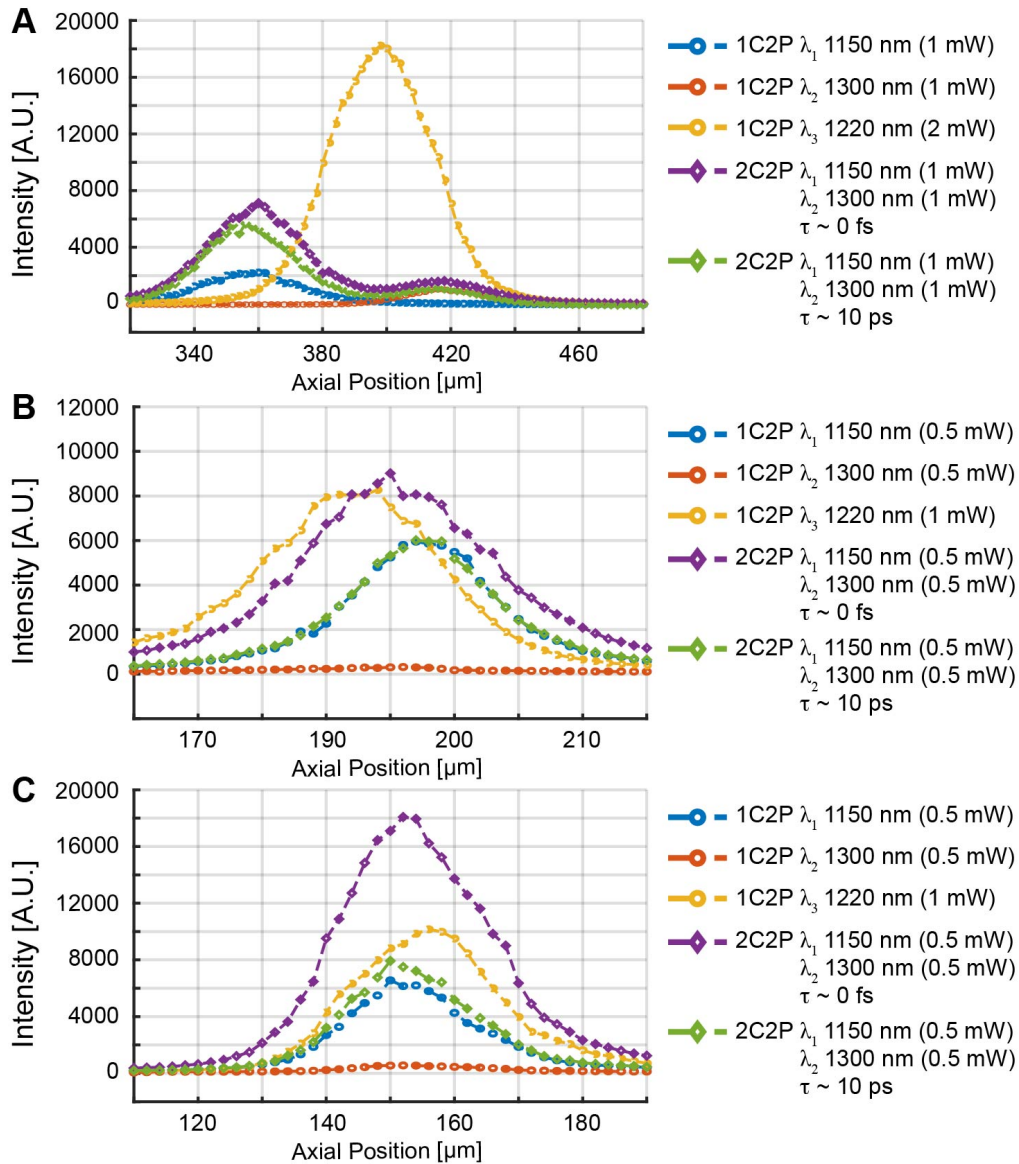 A
20000
16000
12000
8000
4000
0
Intensity [A.U.]
340 380 420 460
Axial Position [µm]
1C2P λ1 1150 nm (1 mW)
1C2P λ2 1300 nm (1 mW)
1C2P λ3 1220 nm (2 mW)
2C2P λ1 1150 nm (1 mW)
λ2 1300 nm (1 mW)
τ ~ 0 fs
2C2P λ1 1150 nm (1 mW)
λ2 1300 nm (1 mW)
τ ~ 10 ps
B
12000
10000
8000
6000
4000
2000
0
Intensity [A.U.]
170 190 200 210
Axial Position [µm]
1C2P λ1 1150 nm (0.5 mW)
1C2P λ2 1300 nm (0.5 mW)
1C2P λ3 1220 nm (1 mW)
2C2P λ1 1150 nm (0.5 mW)
λ2 1300 nm (0.5 mW)
τ ~ 0 fs
2C2P λ1 1150 nm (0.5 mW)
λ2 1300 nm (0.5 mW)
τ ~ 10 ps
C
20000
16000
12000
8000
4000
0
Intensity [A.U.]
120 140 160 180
Axial Position [µm]
1C2P λ1 1150 nm (0.5 mW)
1C2P λ2 1300 nm (0.5 mW)
1C2P λ3 1220 nm (1 mW)
2C2P λ1 1150 nm (0.5 mW)
λ2 1300 nm (0.5 mW)
τ ~ 0 fs
2C2P λ1 1150 nm (0.5 mW)
λ2 1300 nm (0.5 mW)
τ ~ 10 ps